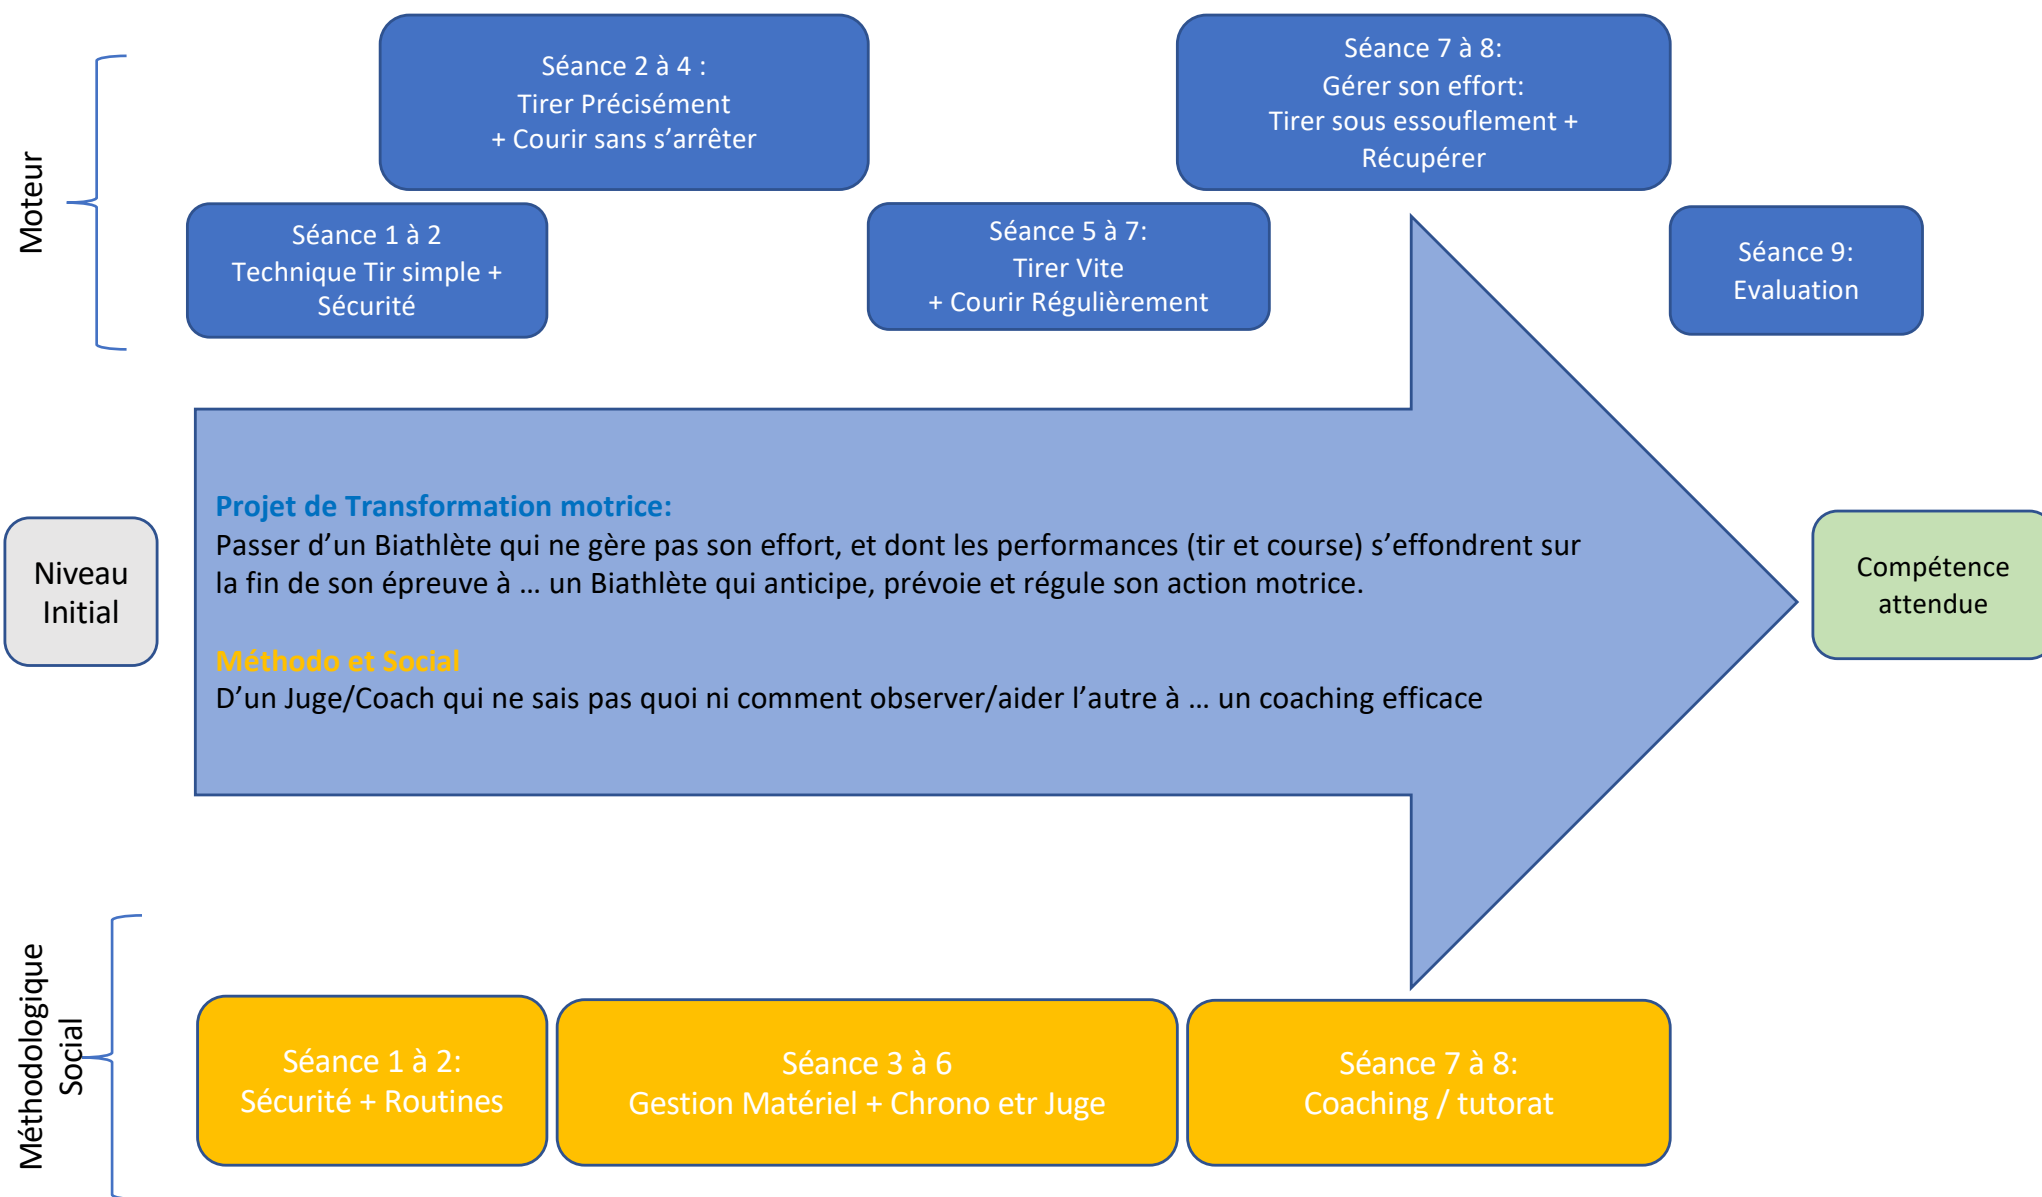 Moteur
Séance 2 à 4 :
Tirer Précisément
+ Courir sans s’arrêter
Séance 7 à 8:
Gérer son effort:
Tirer sous essouflement +
Récupérer
Séance 1 à 2
Technique Tir simple +
Sécurité
Séance 5 à 7:
Tirer Vite
+ Courir Régulièrement
Séance 9:
Evaluation
Niveau
Initial
Projet de Transformation motrice:
Passer d’un Biathlète qui ne gère pas son effort, et dont les performances (tir et course) s’effondrent sur
la fin de son épreuve à … un Biathlète qui anticipe, prévoie et régule son action motrice.
Méthodo et Social
D’un Juge/Coach qui ne sais pas quoi ni comment observer/aider l’autre à … un coaching efficace
Compétence
attendue
Méthodologique
Social
Séance 1 à 2:
Sécurité + Routines
Séance 3 à 6
Gestion Matériel + Chrono etr Juge
Séance 7 à 8:
Coaching / tutorat